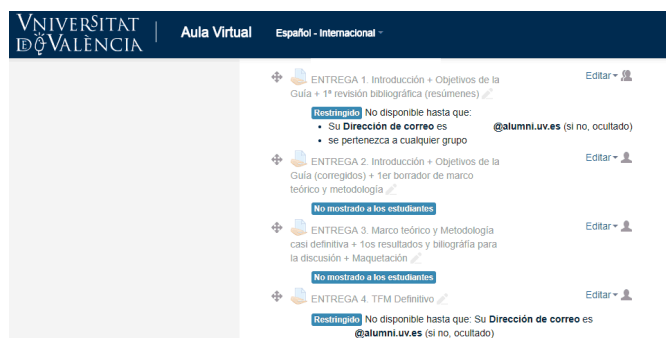 VNIVERSITAT
D VALÈNCIA
Aula Virtual
Español - Internacional
ENTREGA 1. Introducción + Objetivos de la
Guía + 1ª revisión bibliográfica (resúmenes)
Editar
Restringido No disponible hasta que:
• Su Dirección de correo es @alumni.uv.es (si no, ocultado)
• se pertenezca a cualquier grupo
ENTREGA 2. Introducción + Objetivos de la
Guía (corregidos) + 1er borrador de marco
teórico y metodología
Editar
No mostrado a los estudiantes
ENTREGA 3. Marco teórico y Metodología
casi definitiva + 1os resultados y biliografía para
la discusión + Maquetación
Editar
No mostrado a los estudiantes
ENTREGA 4. TFM Definitivo
Editar
Restringido No disponible hasta que: Su Dirección de correo es
@alumni.uv.es (si no, ocultado)